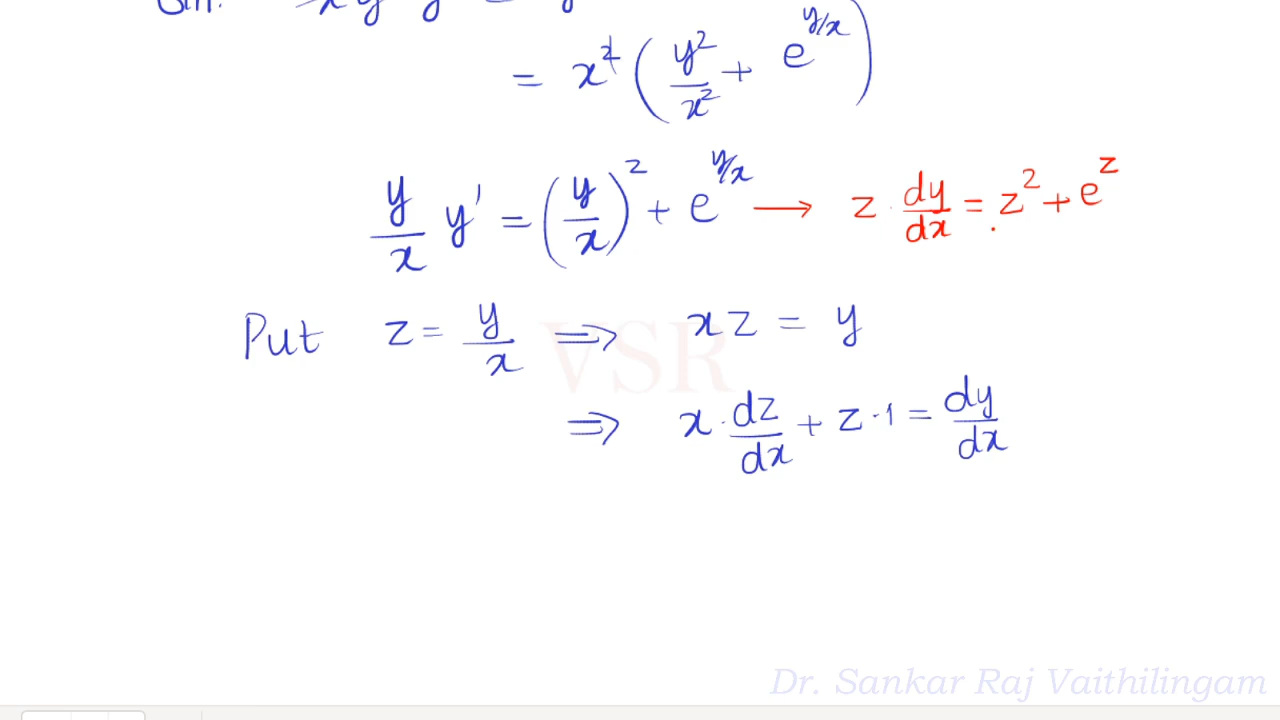 = x² ( y²/x² + e^(y/x) )
y/x y' = (y/x)² + e^(y/x) ⟶ z · dy/dx = z² + e^z
Put z = y/x ⇒ xz = y
⇒ x · dz/dx + z · 1 = dy/dx
VSR
Dr. Sankar Raj Vaithilingam